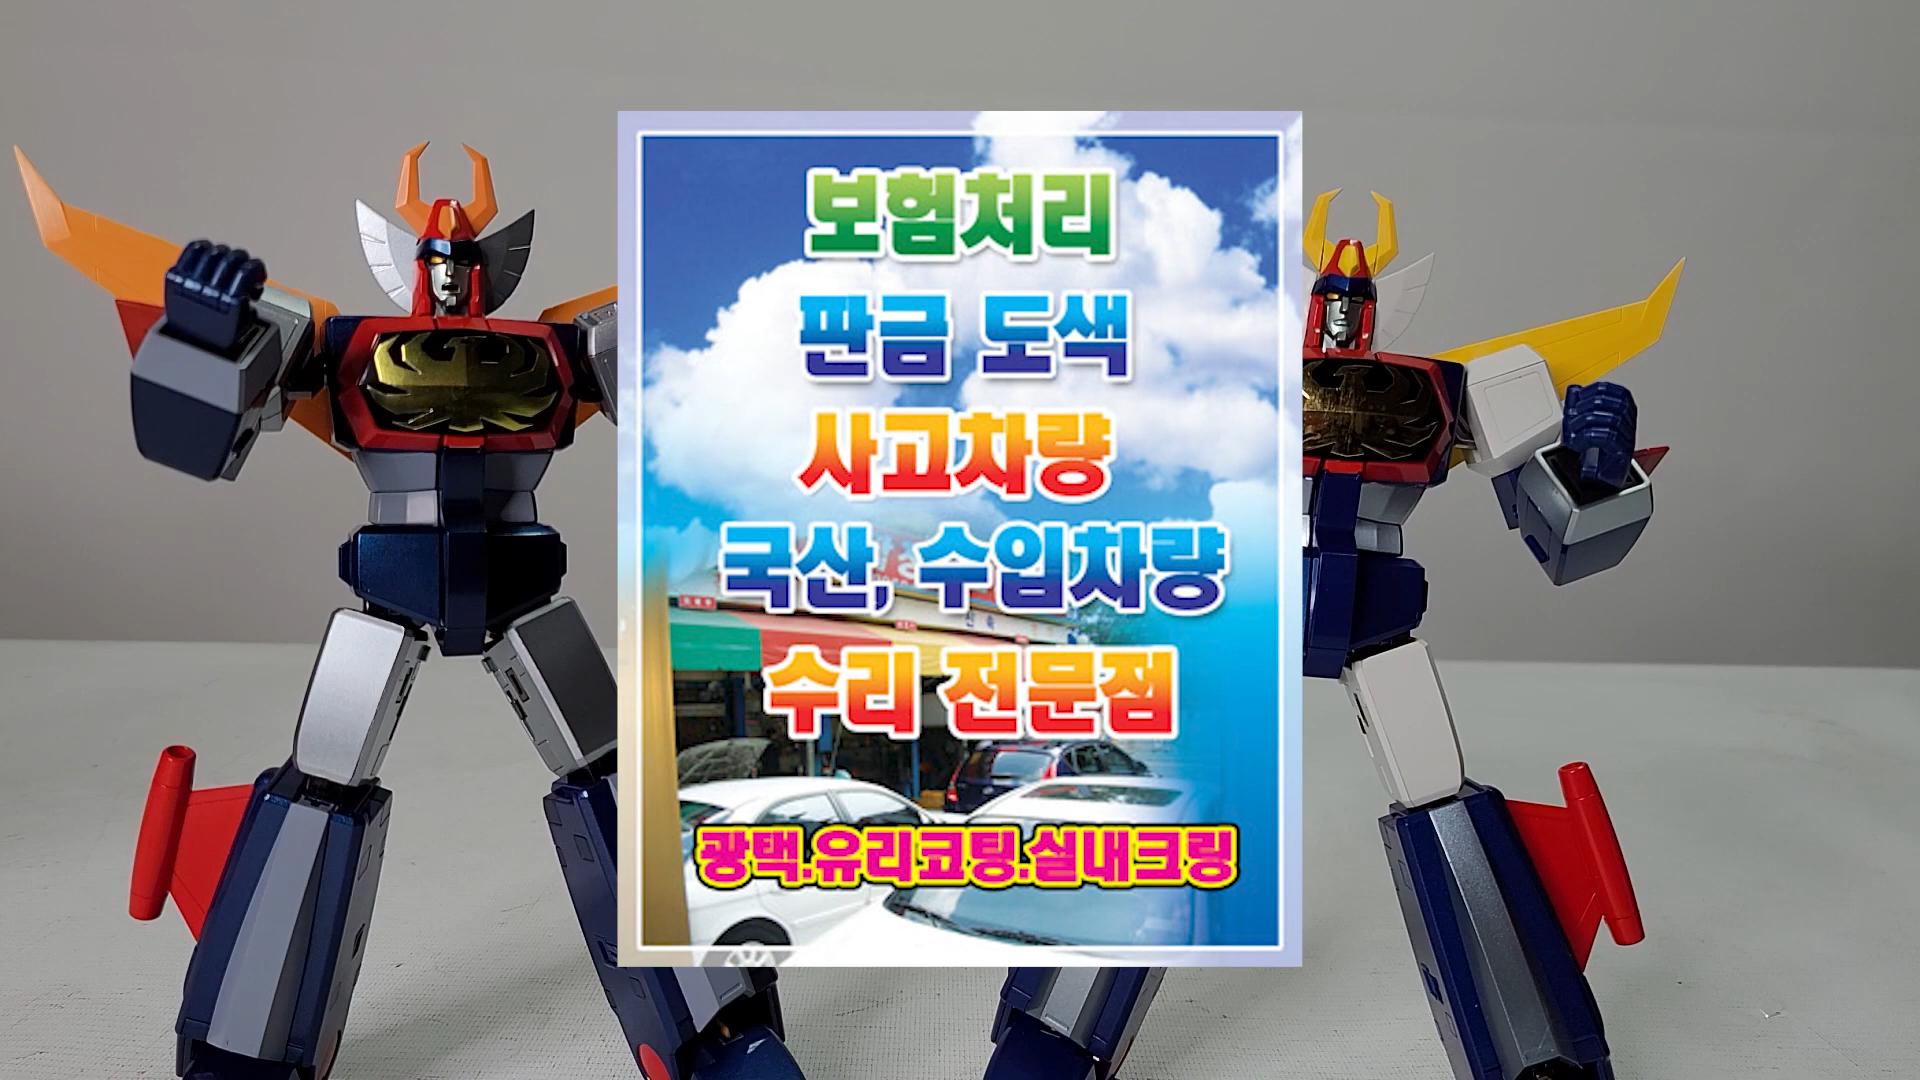 보험처리
판금 도색
사고차량
국산, 수입차량
수리 전문점
광택.유리코팅.실내크링